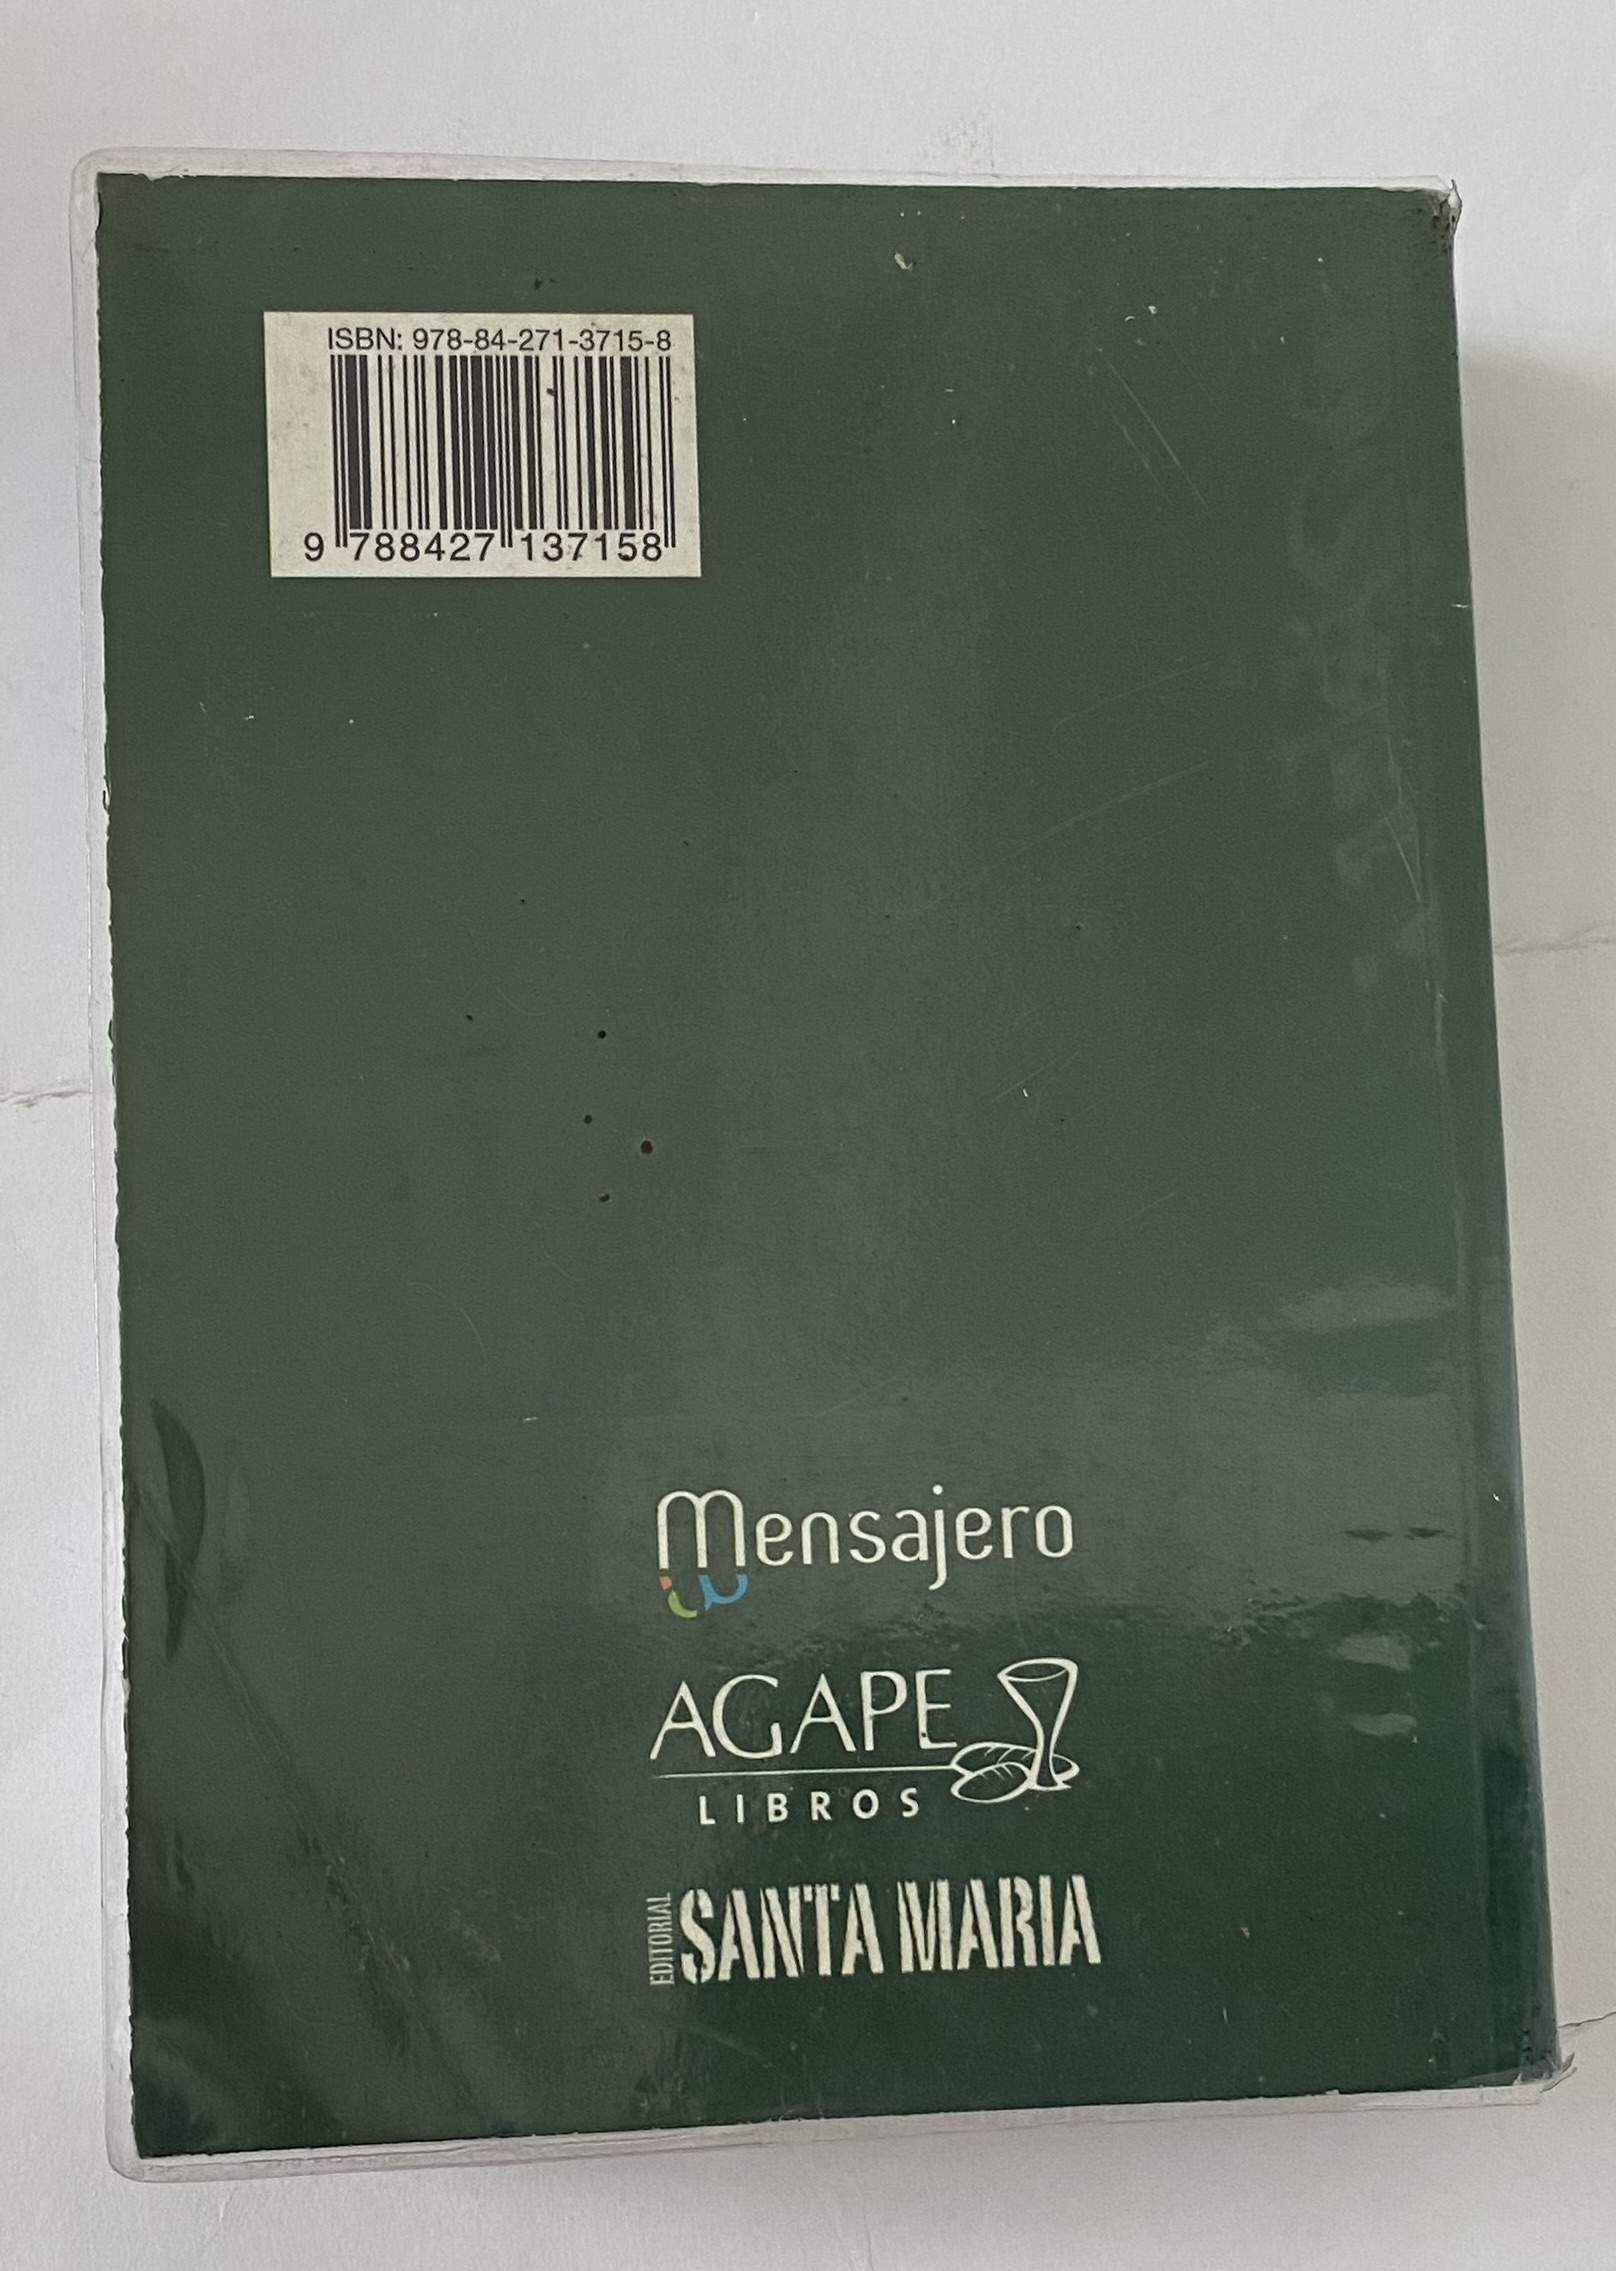 ISBN: 978-84-271-3715-8
9 788427 137158
Mensajero
AGAPE
LIBROS
EDITORIAL SANTA MARIA